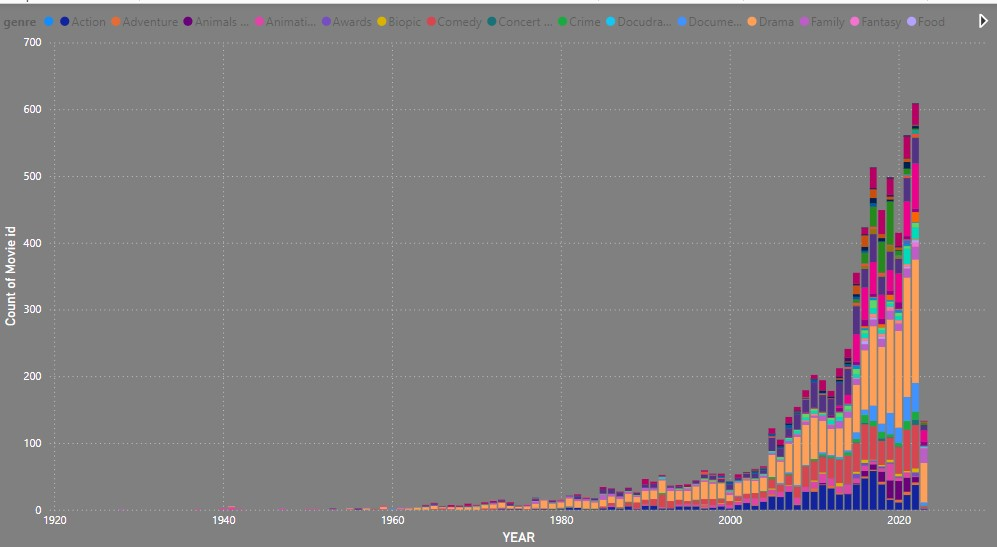 genre Action Adventure Animals ... Animati... Awards Biopic Comedy Concert ... Crime Docudra... Docume... Drama Family Fantasy Food
700
600
500
400
300
200
100
0
Count of Movie id
1920 1940 1960 1980 2000 2020
YEAR